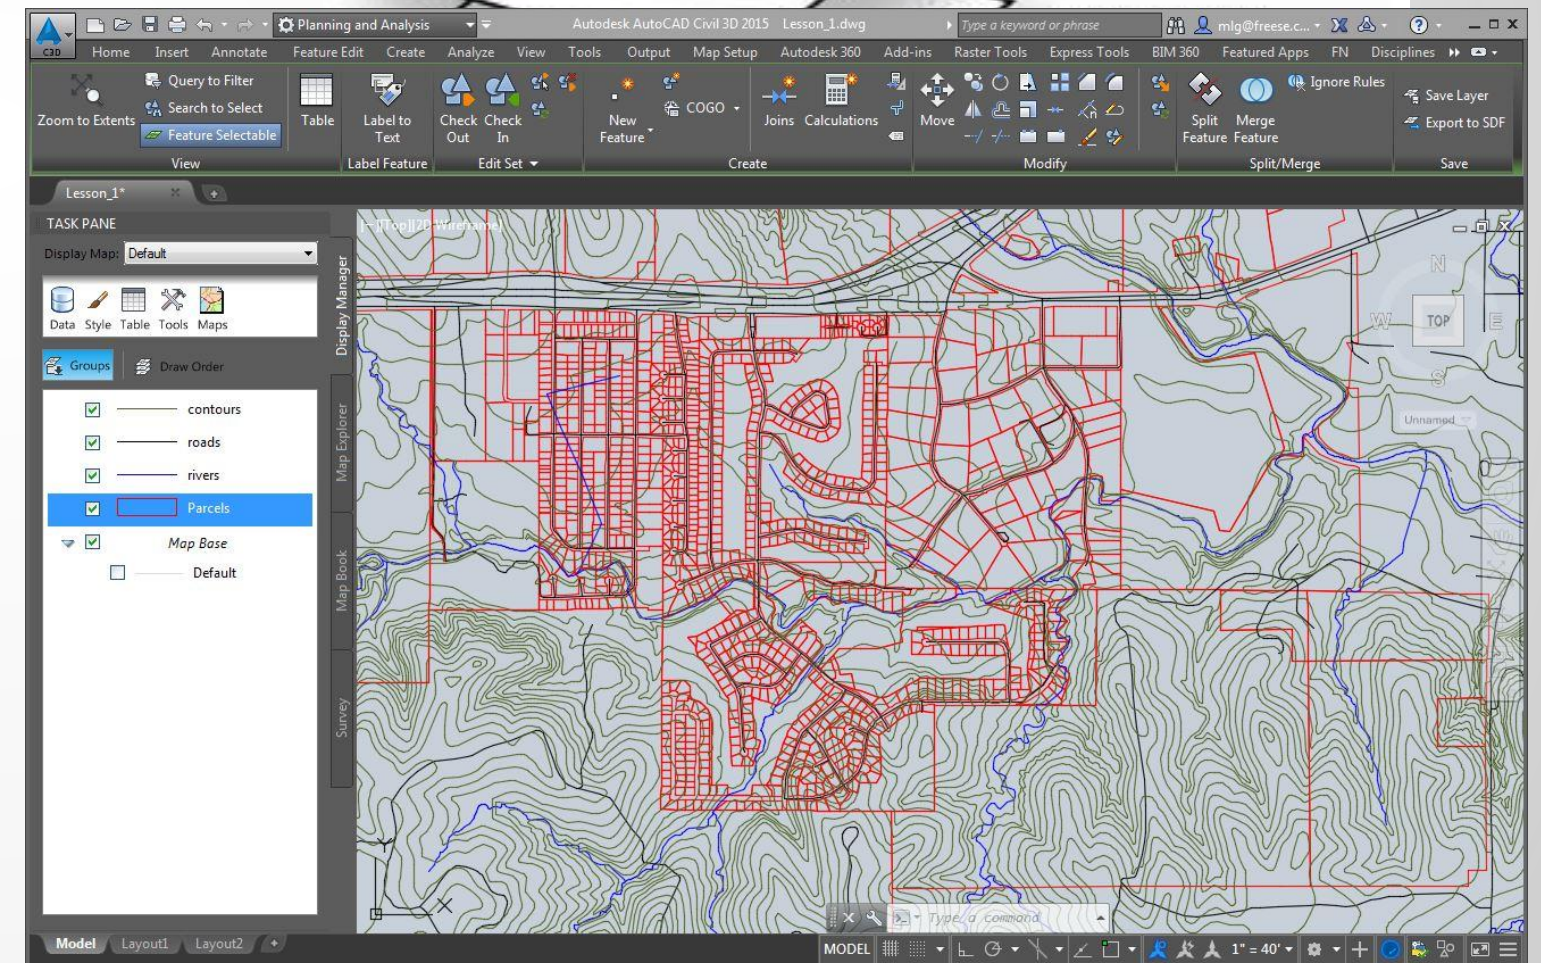 Planning and Analysis
Autodesk AutoCAD Civil 3D 2015 Lesson_1.dwg
Type a keyword or phrase
mlg@freese.c...
C3D
Home Insert Annotate Feature Edit Create Analyze View Tools Output Map Setup Autodesk 360 Add-ins Raster Tools Express Tools BIM 360 Featured Apps FN Disciplines
Zoom to Extents
Query to Filter
Search to Select
Feature Selectable
View
Table
Label to
Text
Label Feature
Check
Out
Check
In
Edit Set
New
Feature
COGO
Joins Calculations
Create
Move
Modify
Split
Feature
Merge
Feature
Ignore Rules
Split/Merge
Save Layer
Export to SDF
Save
Lesson_1*
TASK PANE
Display Map: Default
Data Style Table Tools Maps
Groups Draw Order
contours
roads
rivers
Parcels
Map Base
Default
Display Manager
Map Explorer
Map Book
Survey
[−][Top][2D Wireframe]
N
W TOP E
S
Unnamed
Y
X
Type a command
Model Layout1 Layout2
MODEL 1" = 40'